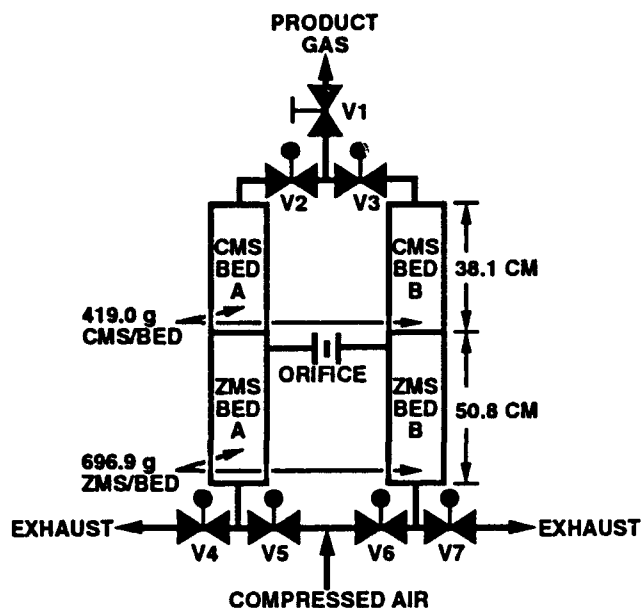 PRODUCT
GAS
V1
V2
V3
CMS
BED
A
CMS
BED
B
38.1 CM
419.0 g
CMS/BED
ORIFICE
ZMS
BED
A
ZMS
BED
B
50.8 CM
696.9 g
ZMS/BED
EXHAUST
EXHAUST
V4
V5
V6
V7
COMPRESSED AIR